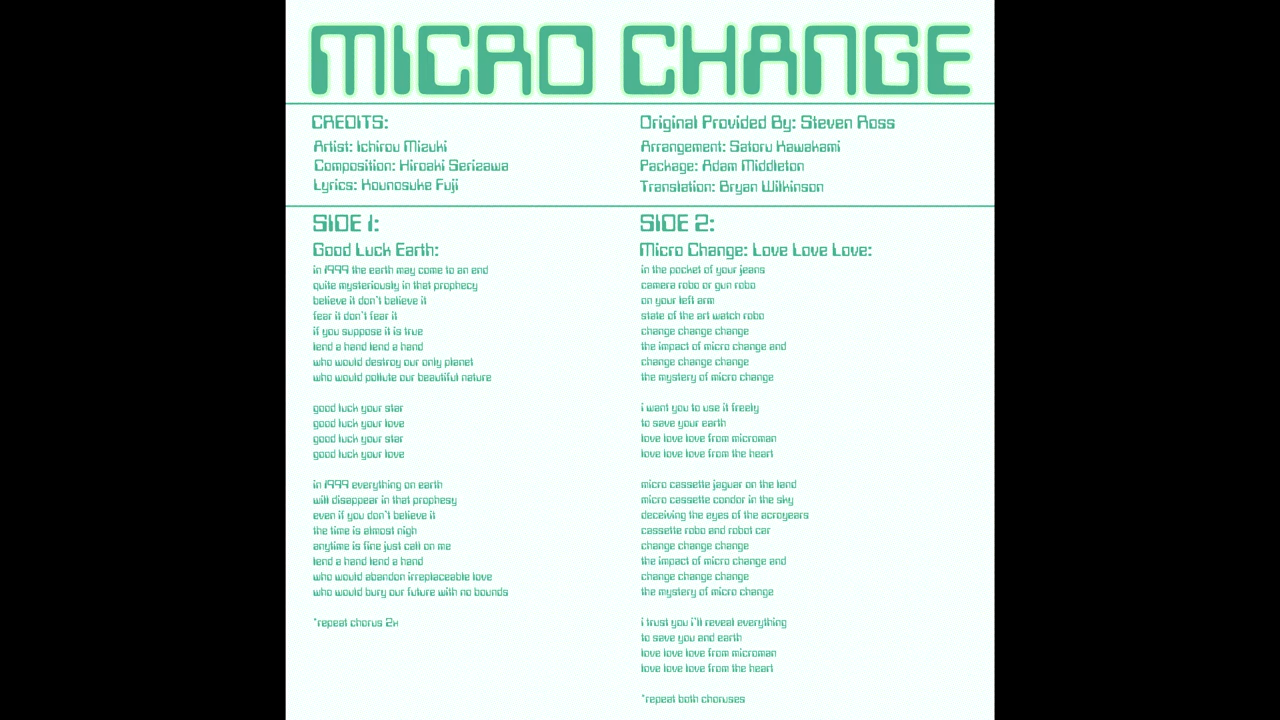 MICRO CHANGE
CREDITS:
Artist: Ichirou Mizuki
Composition: Hiroaki Serizawa
Lyrics: Kounosuke Fuji
Original Provided By: Steven Ross
Arrangement: Satoru Kawakami
Package: Adam Middleton
Translation: Bryan Wilkinson
SIDE 1:
Good Luck Earth:
in 1999 the earth may come to an end
quite mysteriously in that prophecy
believe it don't believe it
fear it don't fear it
if you suppose it is true
lend a hand lend a hand
who would destroy our only planet
who would pollute our beautiful nature
good luck your star
good luck your love
good luck your star
good luck your love
in 1999 everything on earth
will disappear in that prophesy
even if you don't believe it
the time is almost nigh
anytime is fine just call on me
lend a hand lend a hand
who would abandon irreplaceable love
who would bury our future with no bounds
*repeat chorus 2x
SIDE 2:
Micro Change: Love Love Love:
in the pocket of your jeans
camera robo or gun robo
on your left arm
state of the art watch robo
change change change
the impact of micro change and
change change change
the mystery of micro change
i want you to use it freely
to save your earth
love love love from microman
love love love from the heart
micro cassette jaguar on the land
micro cassette condor in the sky
deceiving the eyes of the acroyears
cassette robo and robot car
change change change
the impact of micro change and
change change change
the mystery of micro change
i trust you i'll reveal everything
to save you and earth
love love love from microman
love love love from the heart
*repeat both choruses